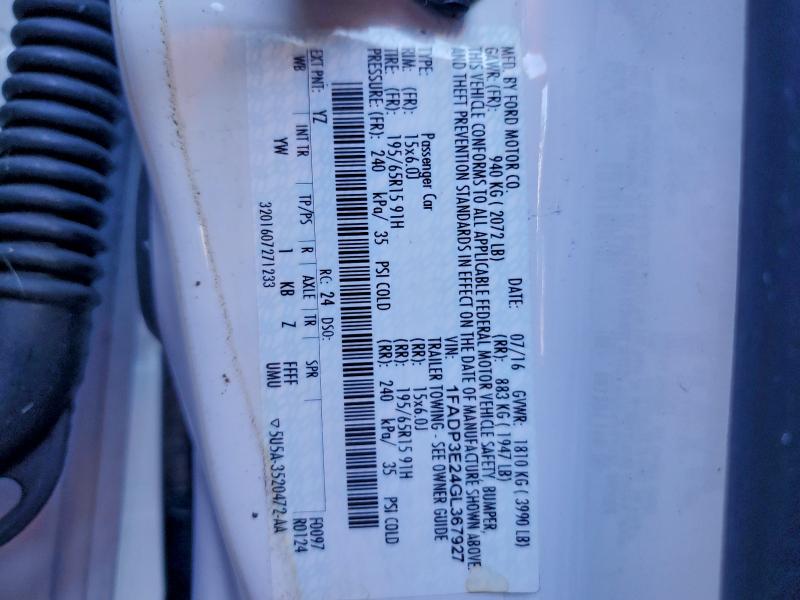 MFD. BY FORD MOTOR CO.
DATE: 07/16 GVWR: 1810 KG ( 3990 LB)
GAWR: (FR): 940 KG ( 2072 LB) (RR): 883 KG ( 1947 LB)
THIS VEHICLE CONFORMS TO ALL APPLICABLE FEDERAL MOTOR VEHICLE SAFETY, BUMPER,
AND THEFT PREVENTION STANDARDS IN EFFECT ON THE DATE OF MANUFACTURE SHOWN ABOVE.
VIN: 1FADP3E24GL367927
TYPE: Passenger Car TRAILER TOWING - SEE OWNER GUIDE
RIM: (FR): 15x6.0J (RR): 15x6.0J
TIRE: (FR): 195/65R15 91H (RR): 195/65R15 91H
PRESSURE: (FR): 240 kPa/ 35 PSI COLD (RR): 240 kPa/ 35 PSI COLD
EXT PNT: YZ RC: 24 DSO: F0097
WB INT TR TP/PS R AXLE TR SPR R0124
YW 1 KB Z FFFF UMU
3201607271233 ▽5U5A-3520472-AA